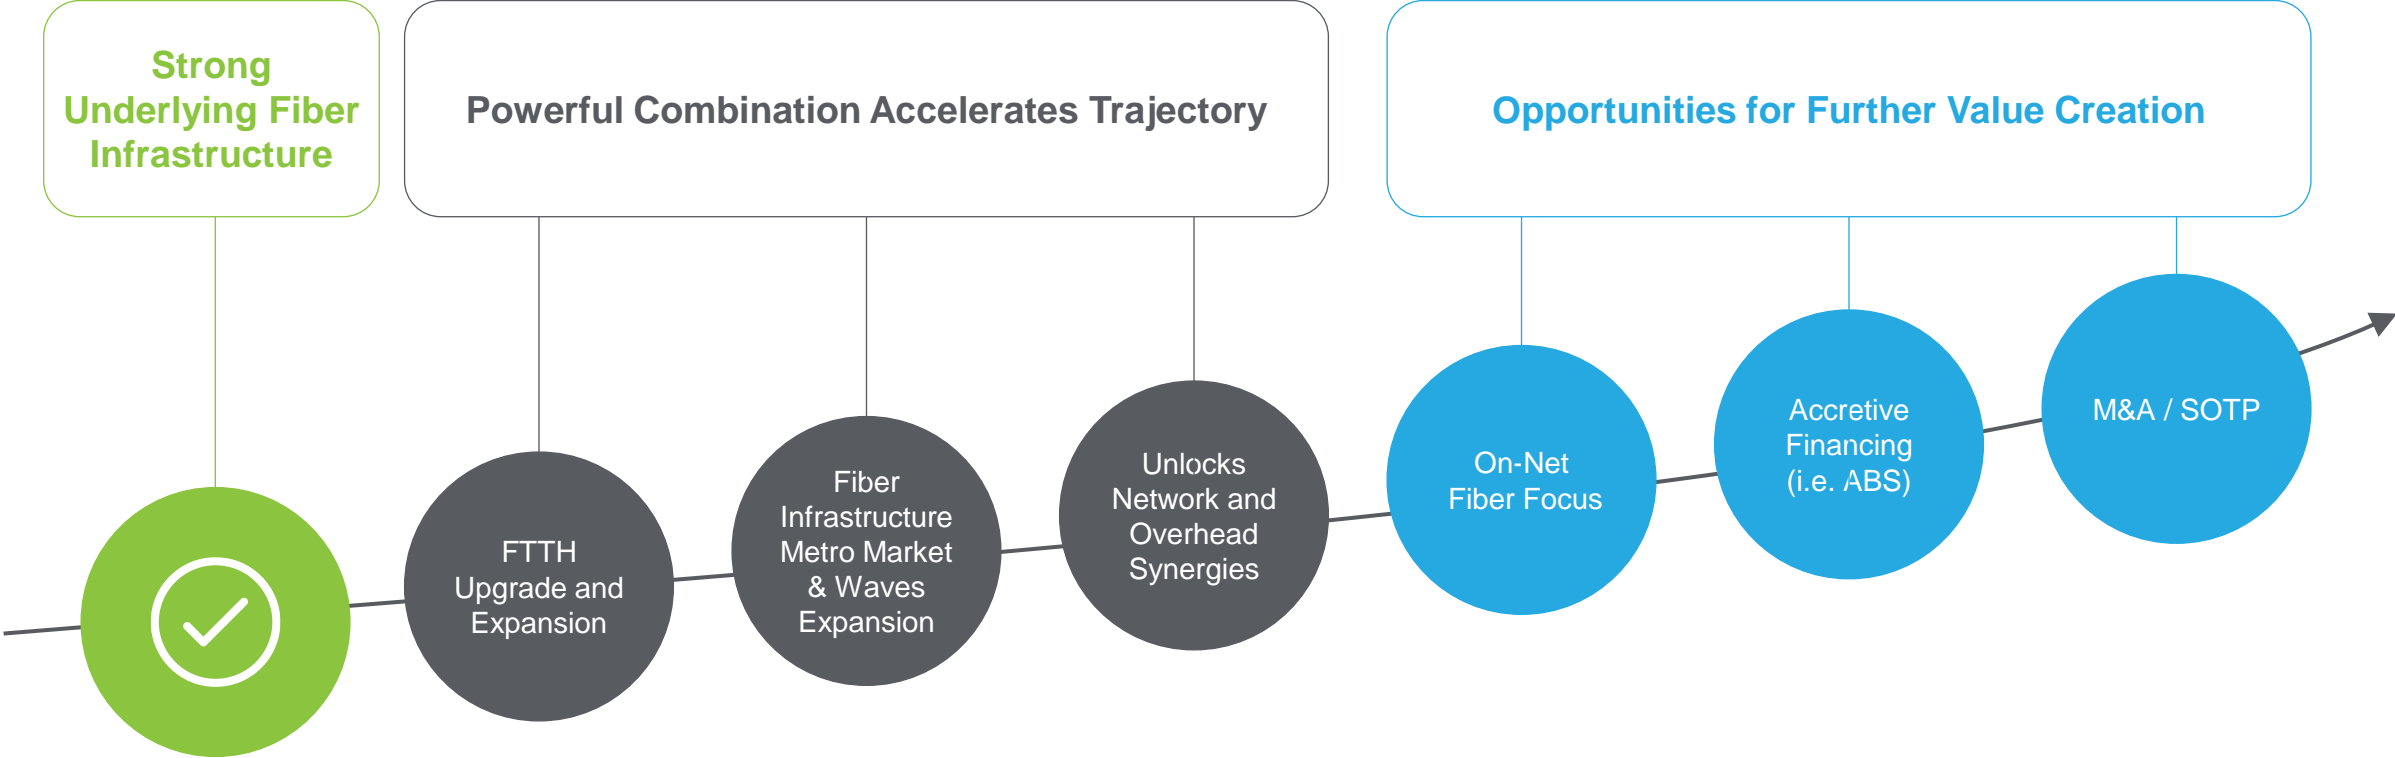 Strong
Underlying Fiber
Infrastructure
Powerful Combination Accelerates Trajectory
Opportunities for Further Value Creation
FTTH
Upgrade and
Expansion
Fiber
Infrastructure
Metro Market
& Waves
Expansion
Unlocks
Network and
Overhead
Synergies
On-Net
Fiber Focus
Accretive
Financing
(i.e. ABS)
M&A / SOTP